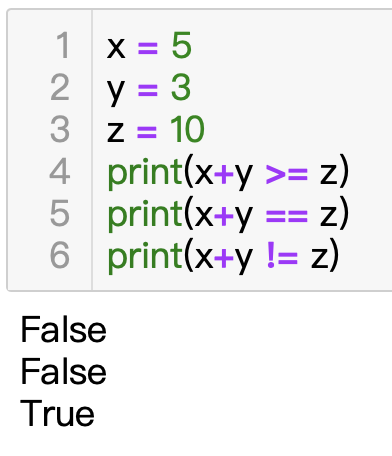 1 x = 5
2 y = 3
3 z = 10
4 print(x+y >= z)
5 print(x+y == z)
6 print(x+y != z)
False
False
True